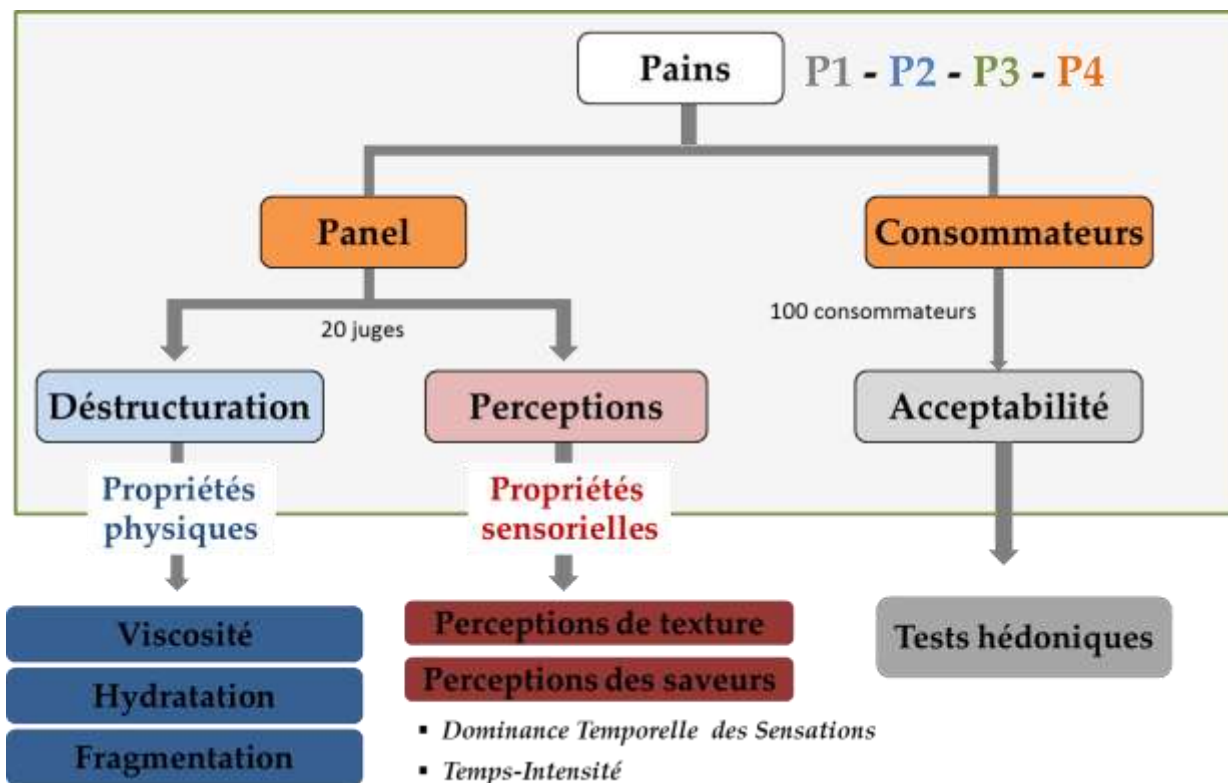 Pains
P1 - P2 - P3 - P4
Panel
Consommateurs
20 juges
100 consommateurs
Déstructuration
Perceptions
Acceptabilité
Propriétés
physiques
Propriétés
sensorielles
Viscosité
Hydratation
Fragmentation
Perceptions de texture
Perceptions des saveurs
▪ Dominance Temporelle des Sensations
▪ Temps-Intensité
Tests hédoniques